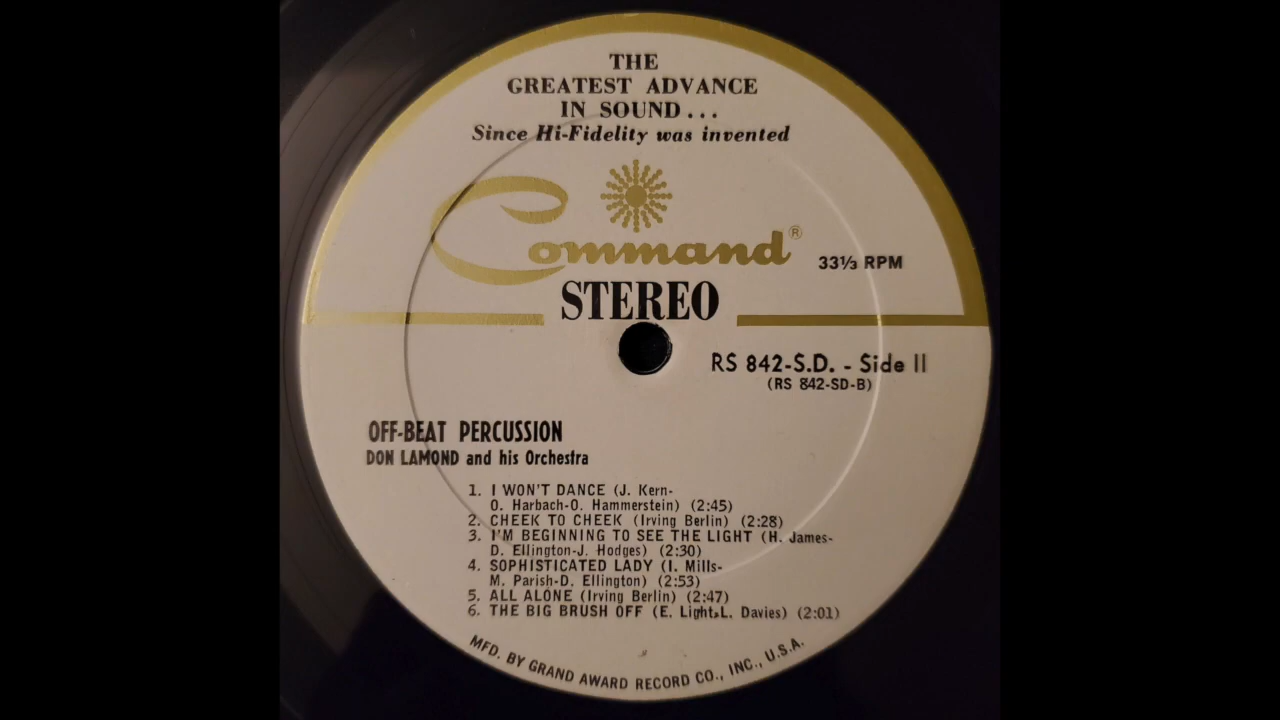 THE
GREATEST ADVANCE
IN SOUND...
Since Hi-Fidelity was invented
Command®
33⅓ RPM
STEREO
RS 842-S.D. - Side II
(RS 842-SD-B)
OFF-BEAT PERCUSSION
DON LAMOND and his Orchestra
1. I WON'T DANCE (J. Kern-
O. Harbach-O. Hammerstein) (2:45)
2. CHEEK TO CHEEK (Irving Berlin) (2:28)
3. I'M BEGINNING TO SEE THE LIGHT (H. James-
D. Ellington-J. Hodges) (2:30)
4. SOPHISTICATED LADY (I. Mills-
M. Parish-D. Ellington) (2:53)
5. ALL ALONE (Irving Berlin) (2:47)
6. THE BIG BRUSH OFF (E. Light-L. Davies) (2:01)
MFD. BY GRAND AWARD RECORD CO., INC., U.S.A.